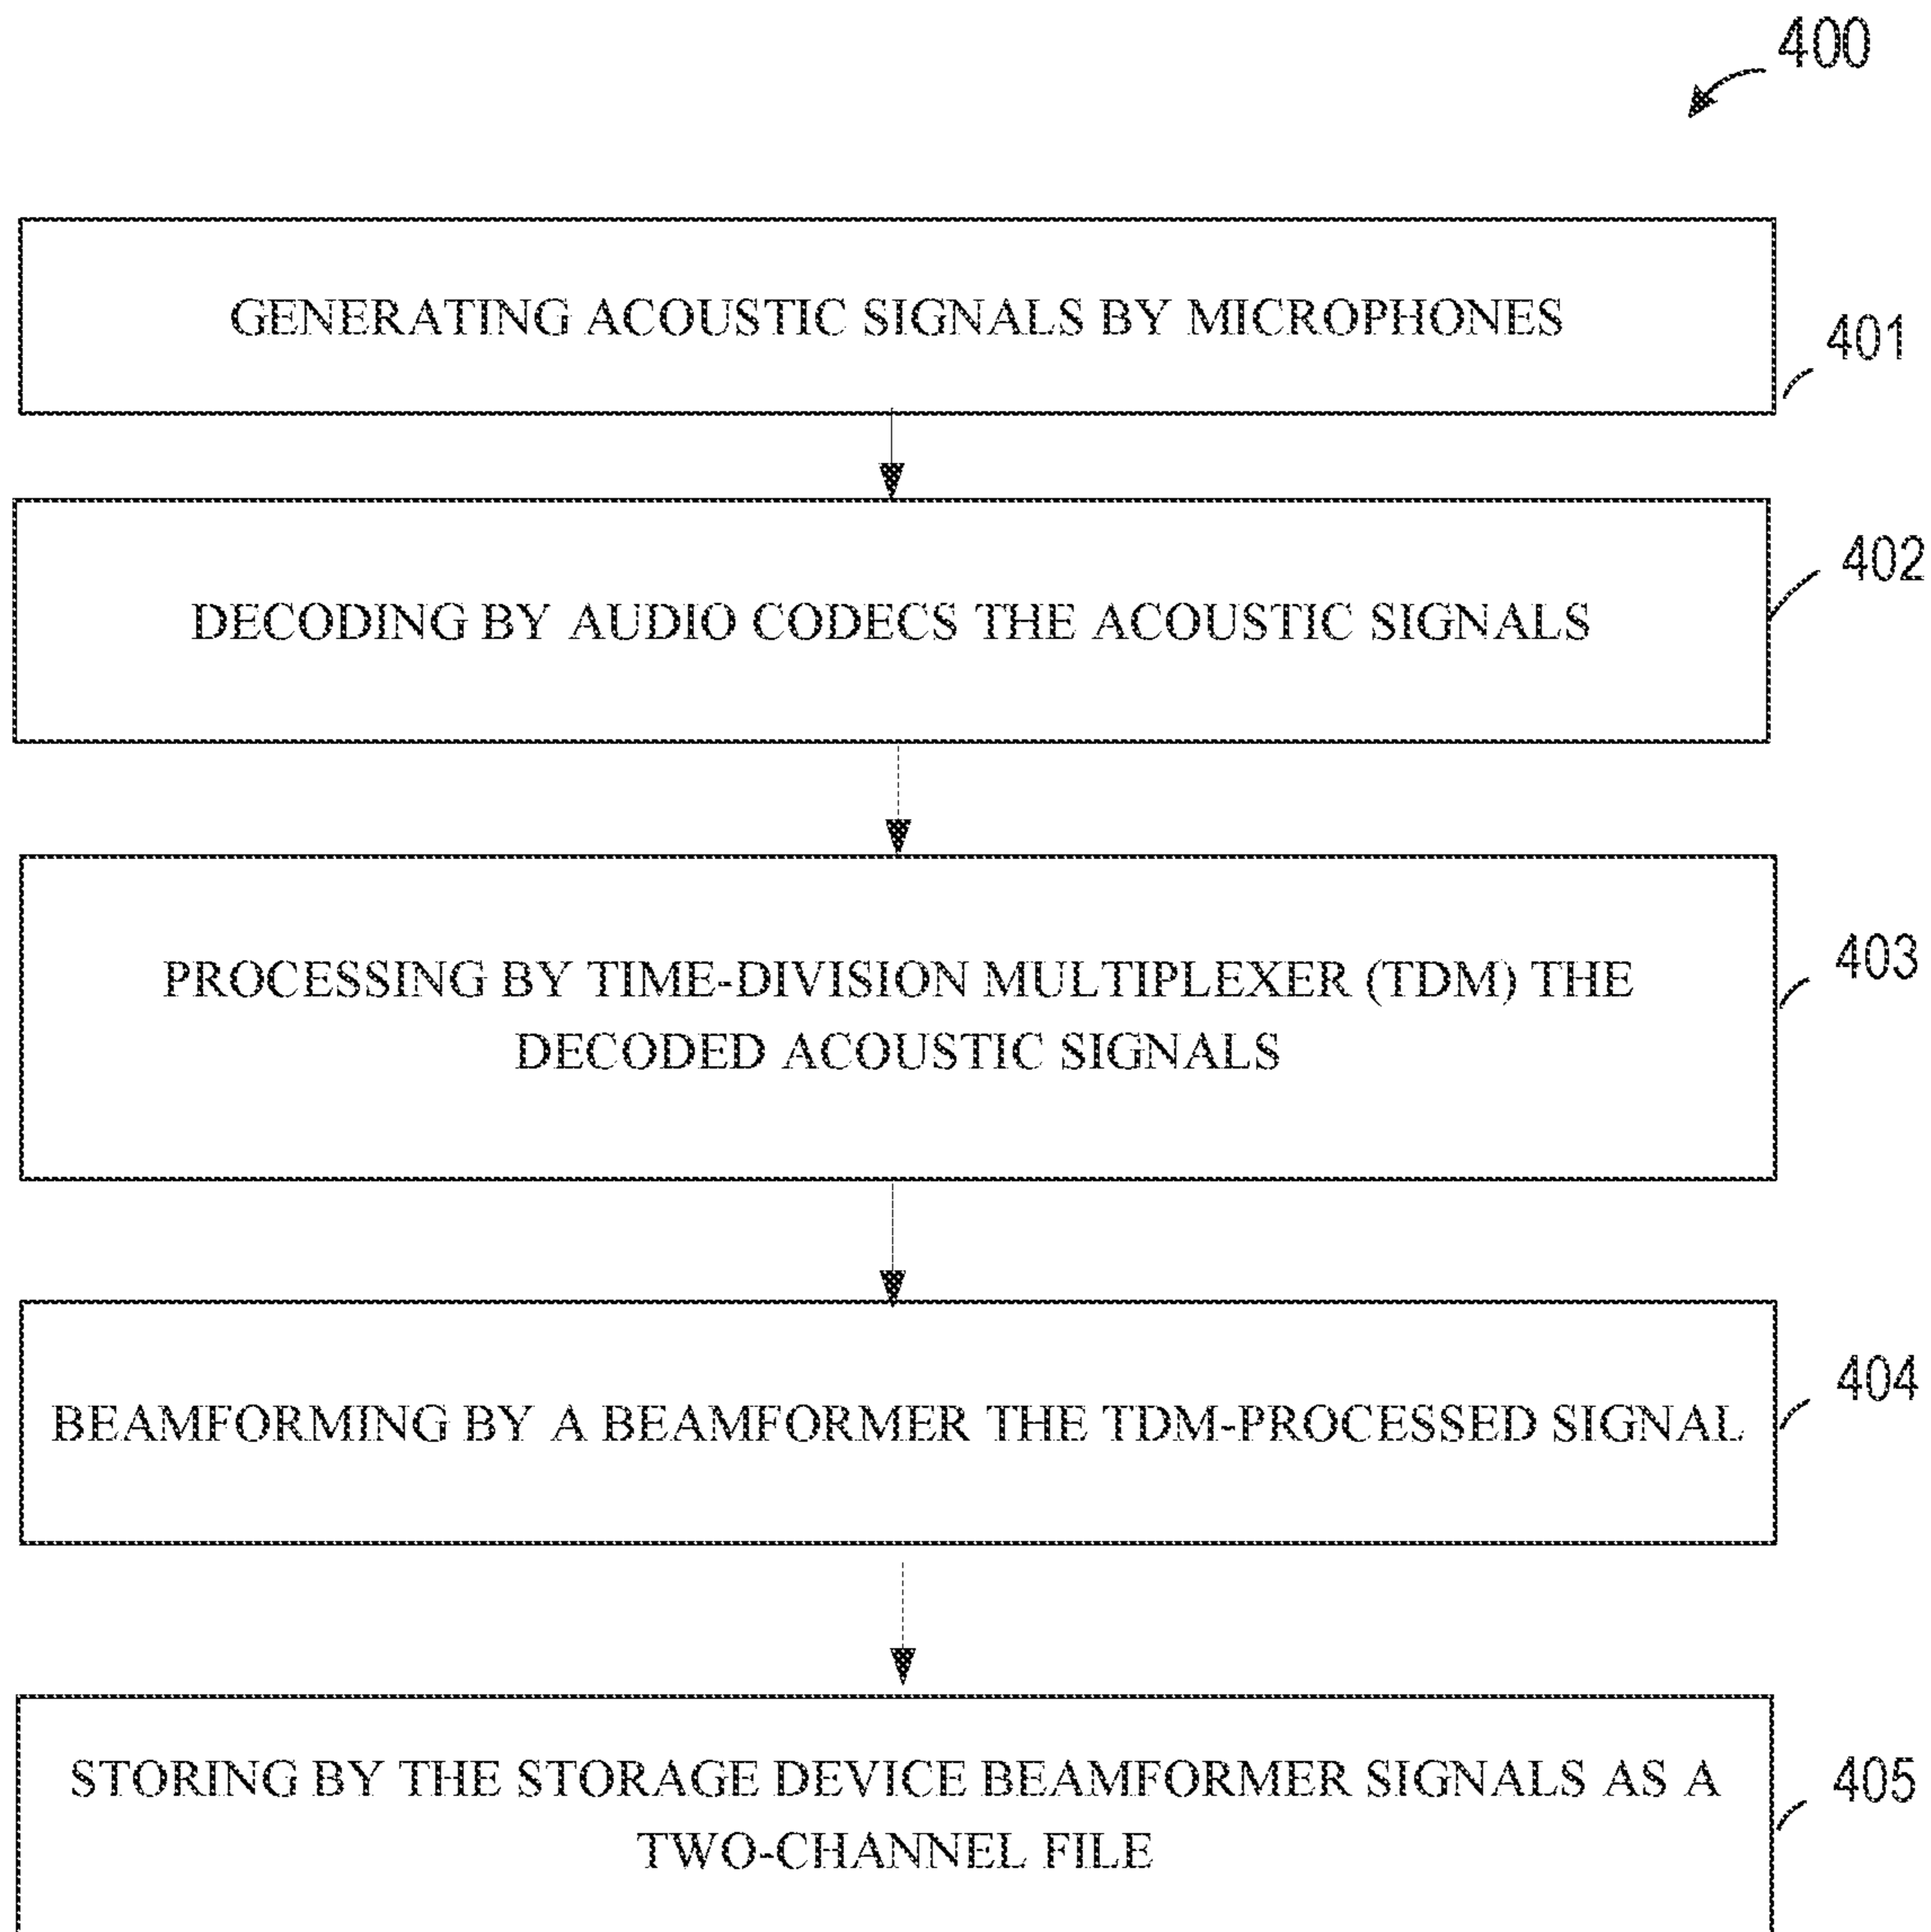 400
GENERATING ACOUSTIC SIGNALS BY MICROPHONES
401
DECODING BY AUDIO CODECS THE ACOUSTIC SIGNALS
402
PROCESSING BY TIME-DIVISION MULTIPLEXER (TDM) THE
DECODED ACOUSTIC SIGNALS
403
BEAMFORMING BY A BEAMFORMER THE TDM-PROCESSED SIGNAL
404
STORING BY THE STORAGE DEVICE BEAMFORMER SIGNALS AS A
TWO-CHANNEL FILE
405